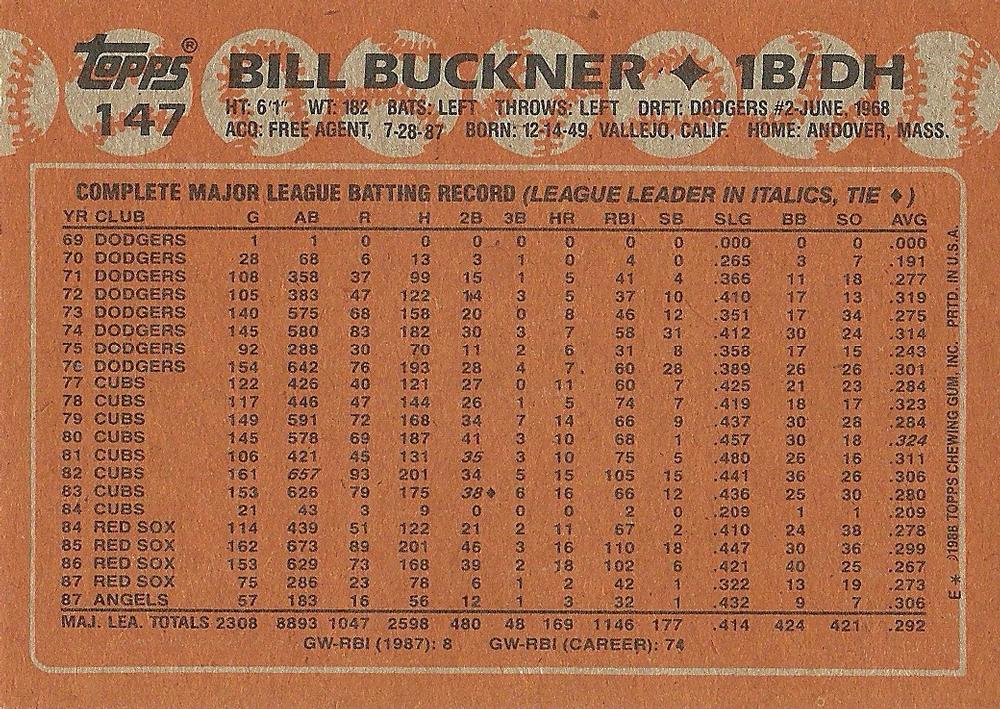 Topps® BILL BUCKNER ✦ 1B/DH
147
HT: 6'1" WT: 182 BATS: LEFT THROWS: LEFT DRFT: DODGERS #2-JUNE, 1968
ACQ: FREE AGENT, 7-28-87 BORN: 12-14-49, VALLEJO, CALIF. HOME: ANDOVER, MASS.
COMPLETE MAJOR LEAGUE BATTING RECORD (LEAGUE LEADER IN ITALICS, TIE ♦)
YR CLUB G AB R H 2B 3B HR RBI SB SLG BB SO AVG
69 DODGERS 1 1 0 0 0 0 0 0 0 .000 0 0 .000
70 DODGERS 28 68 6 13 3 1 0 4 0 .265 3 7 .191
71 DODGERS 108 358 37 99 15 1 5 41 4 .366 11 18 .277
72 DODGERS 105 383 47 122 14 3 5 37 10 .410 17 13 .319
73 DODGERS 140 575 68 158 20 0 8 46 12 .351 17 34 .275
74 DODGERS 145 580 83 182 30 3 7 58 31 .412 30 24 .314
75 DODGERS 92 288 30 70 11 2 6 31 8 .358 17 15 .243
76 DODGERS 154 642 76 193 28 4 7 60 28 .389 26 26 .301
77 CUBS 122 426 40 121 27 0 11 60 7 .425 21 23 .284
78 CUBS 117 446 47 144 26 1 5 74 7 .419 18 17 .323
79 CUBS 149 591 72 168 34 7 14 66 9 .437 30 28 .284
80 CUBS 145 578 69 187 41 3 10 68 1 .457 30 18 .324
81 CUBS 106 421 45 131 35 3 10 75 5 .480 26 16 .311
82 CUBS 161 657 93 201 34 5 15 105 15 .441 36 26 .306
83 CUBS 153 626 79 175 38♦ 6 16 66 12 .436 25 30 .280
84 CUBS 21 43 3 9 0 0 0 2 0 .209 1 1 .209
84 RED SOX 114 439 51 122 21 2 11 67 2 .410 24 38 .278
85 RED SOX 162 673 89 201 46 3 16 110 18 .447 30 36 .299
86 RED SOX 153 629 73 168 39 2 18 102 6 .421 40 25 .267
87 RED SOX 75 286 23 78 6 1 2 42 1 .322 13 19 .273
87 ANGELS 57 183 16 56 12 1 3 32 1 .432 9 7 .306
MAJ. LEA. TOTALS 2308 8893 1047 2598 480 48 169 1146 177 .414 424 421 .292
GW-RBI (1987): 8 GW-RBI (CAREER): 74
E * ©1988 TOPPS CHEWING GUM, INC. PRTD. IN U.S.A.